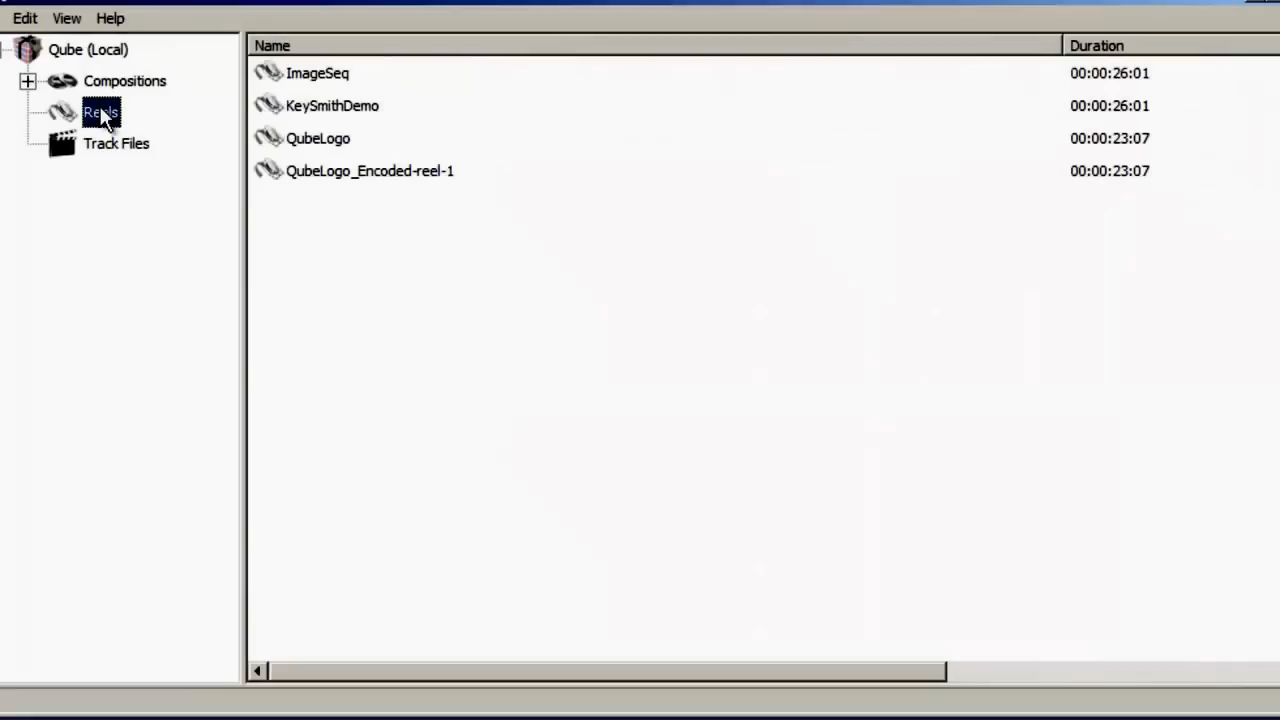 Edit View Help
Qube (Local)
Compositions
Reels
Track Files
Name Duration
ImageSeq 00:00:26:01
KeySmithDemo 00:00:26:01
QubeLogo 00:00:23:07
QubeLogo_Encoded-reel-1 00:00:23:07